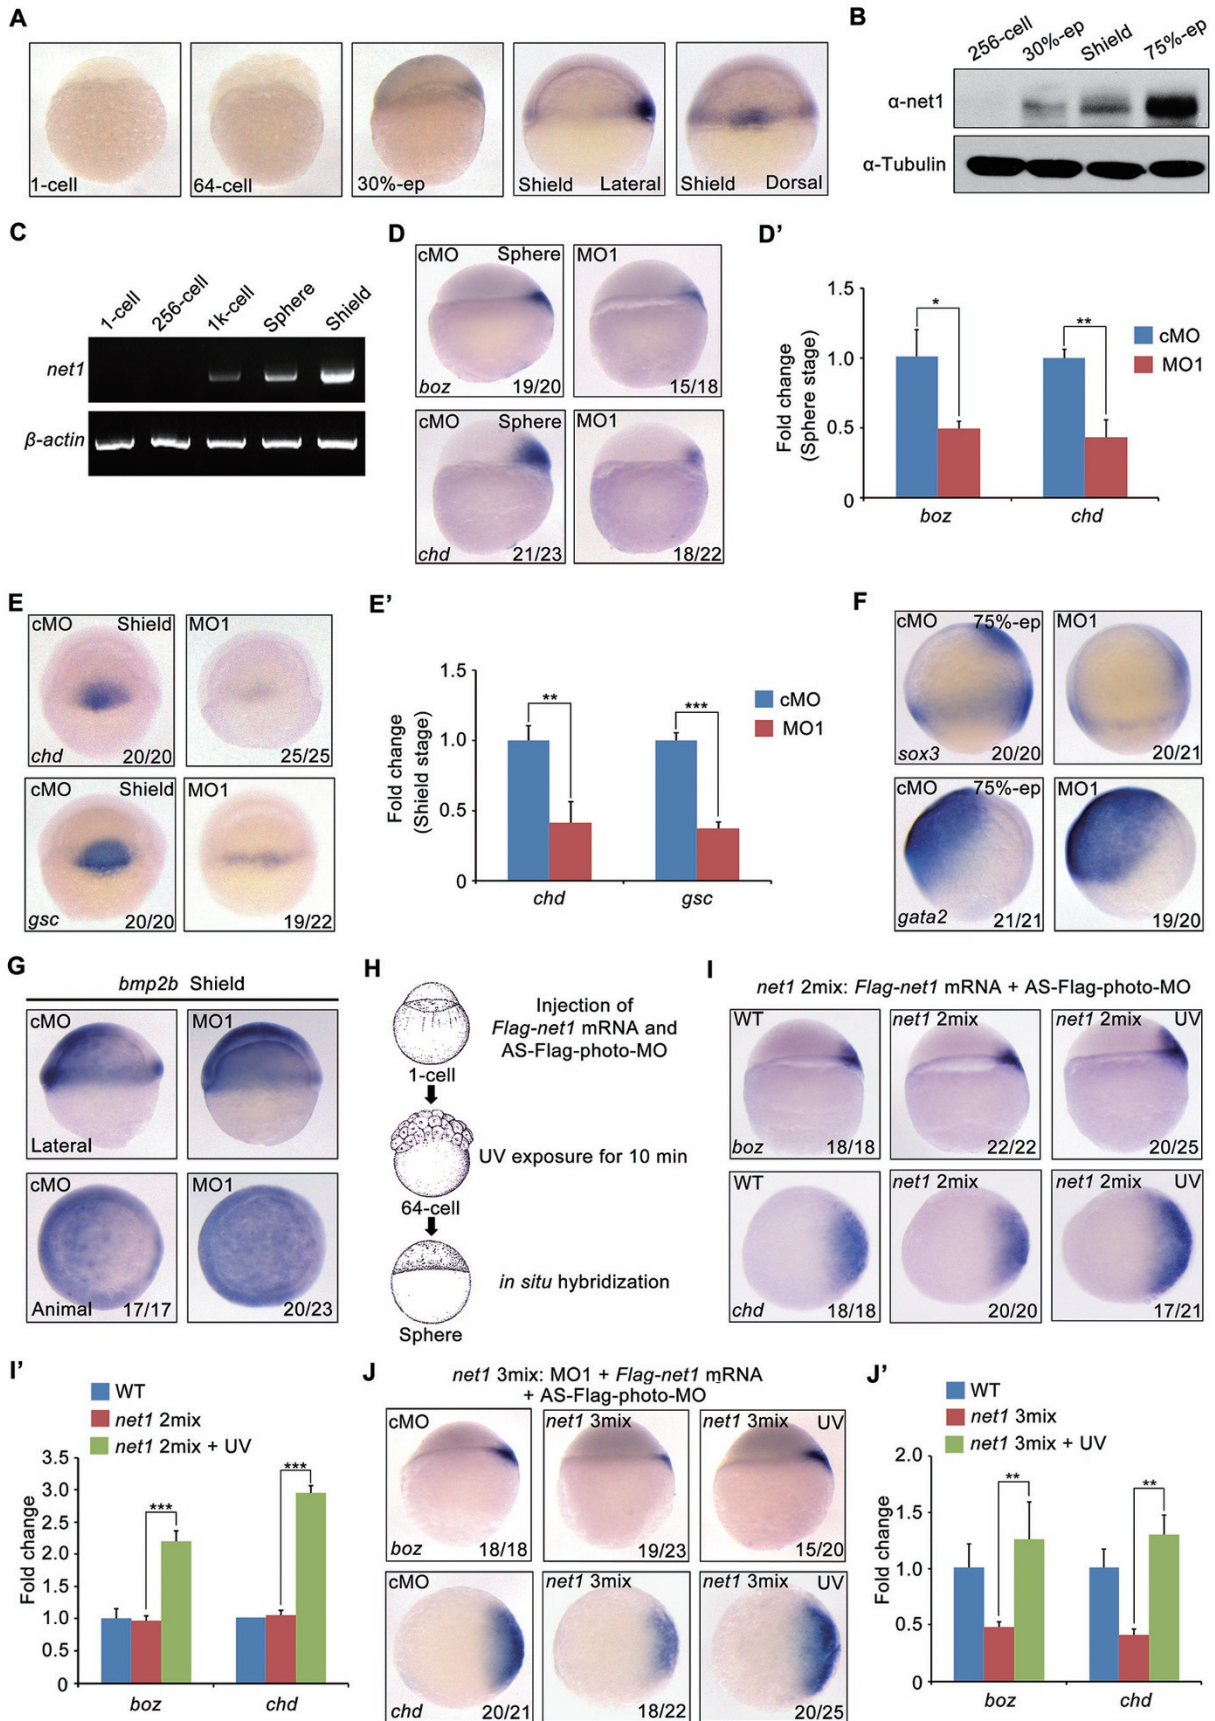 A
1-cell
64-cell
30%-ep
Shield Lateral
Shield Dorsal
B
256-cell
30%-ep
Shield
75%-ep
α-net1
α-Tubulin
C
1-cell
256-cell
1k-cell
Sphere
Shield
net1
β-actin
D
cMO Sphere
boz 19/20
MO1
15/18
cMO Sphere
chd 21/23
MO1
18/22
D'
Fold change
(Sphere stage)
1.5
1.0
0.5
0
*
**
cMO
MO1
boz
chd
E
cMO Shield
chd 20/20
MO1
25/25
cMO Shield
gsc 20/20
MO1
19/22
E'
Fold change
(Shield stage)
1.5
1.0
0.5
0
**
***
cMO
MO1
chd
gsc
F
cMO 75%-ep
sox3 20/20
MO1
20/21
cMO 75%-ep
gata2 21/21
MO1
19/20
G
bmp2b Shield
cMO
Lateral
MO1
cMO
Animal 17/17
MO1
20/23
H
Injection of
Flag-net1 mRNA and
AS-Flag-photo-MO
1-cell
UV exposure for 10 min
64-cell
in situ hybridization
Sphere
I
net1 2mix: Flag-net1 mRNA + AS-Flag-photo-MO
WT
boz 18/18
net1 2mix
22/22
net1 2mix UV
20/25
WT
chd 18/18
net1 2mix
20/20
net1 2mix UV
17/21
I'
WT
net1 2mix
net1 2mix + UV
Fold change
3.5
3.0
2.5
2.0
1.5
1.0
0.5
0
***
***
boz
chd
J
net1 3mix: MO1 + Flag-net1 mRNA
+ AS-Flag-photo-MO
cMO
boz 18/18
net1 3mix
19/23
net1 3mix UV
15/20
cMO
chd 20/21
net1 3mix
18/22
net1 3mix UV
20/25
J'
WT
net1 3mix
net1 3mix + UV
Fold change
2.0
1.5
1.0
0.5
0
**
**
boz
chd